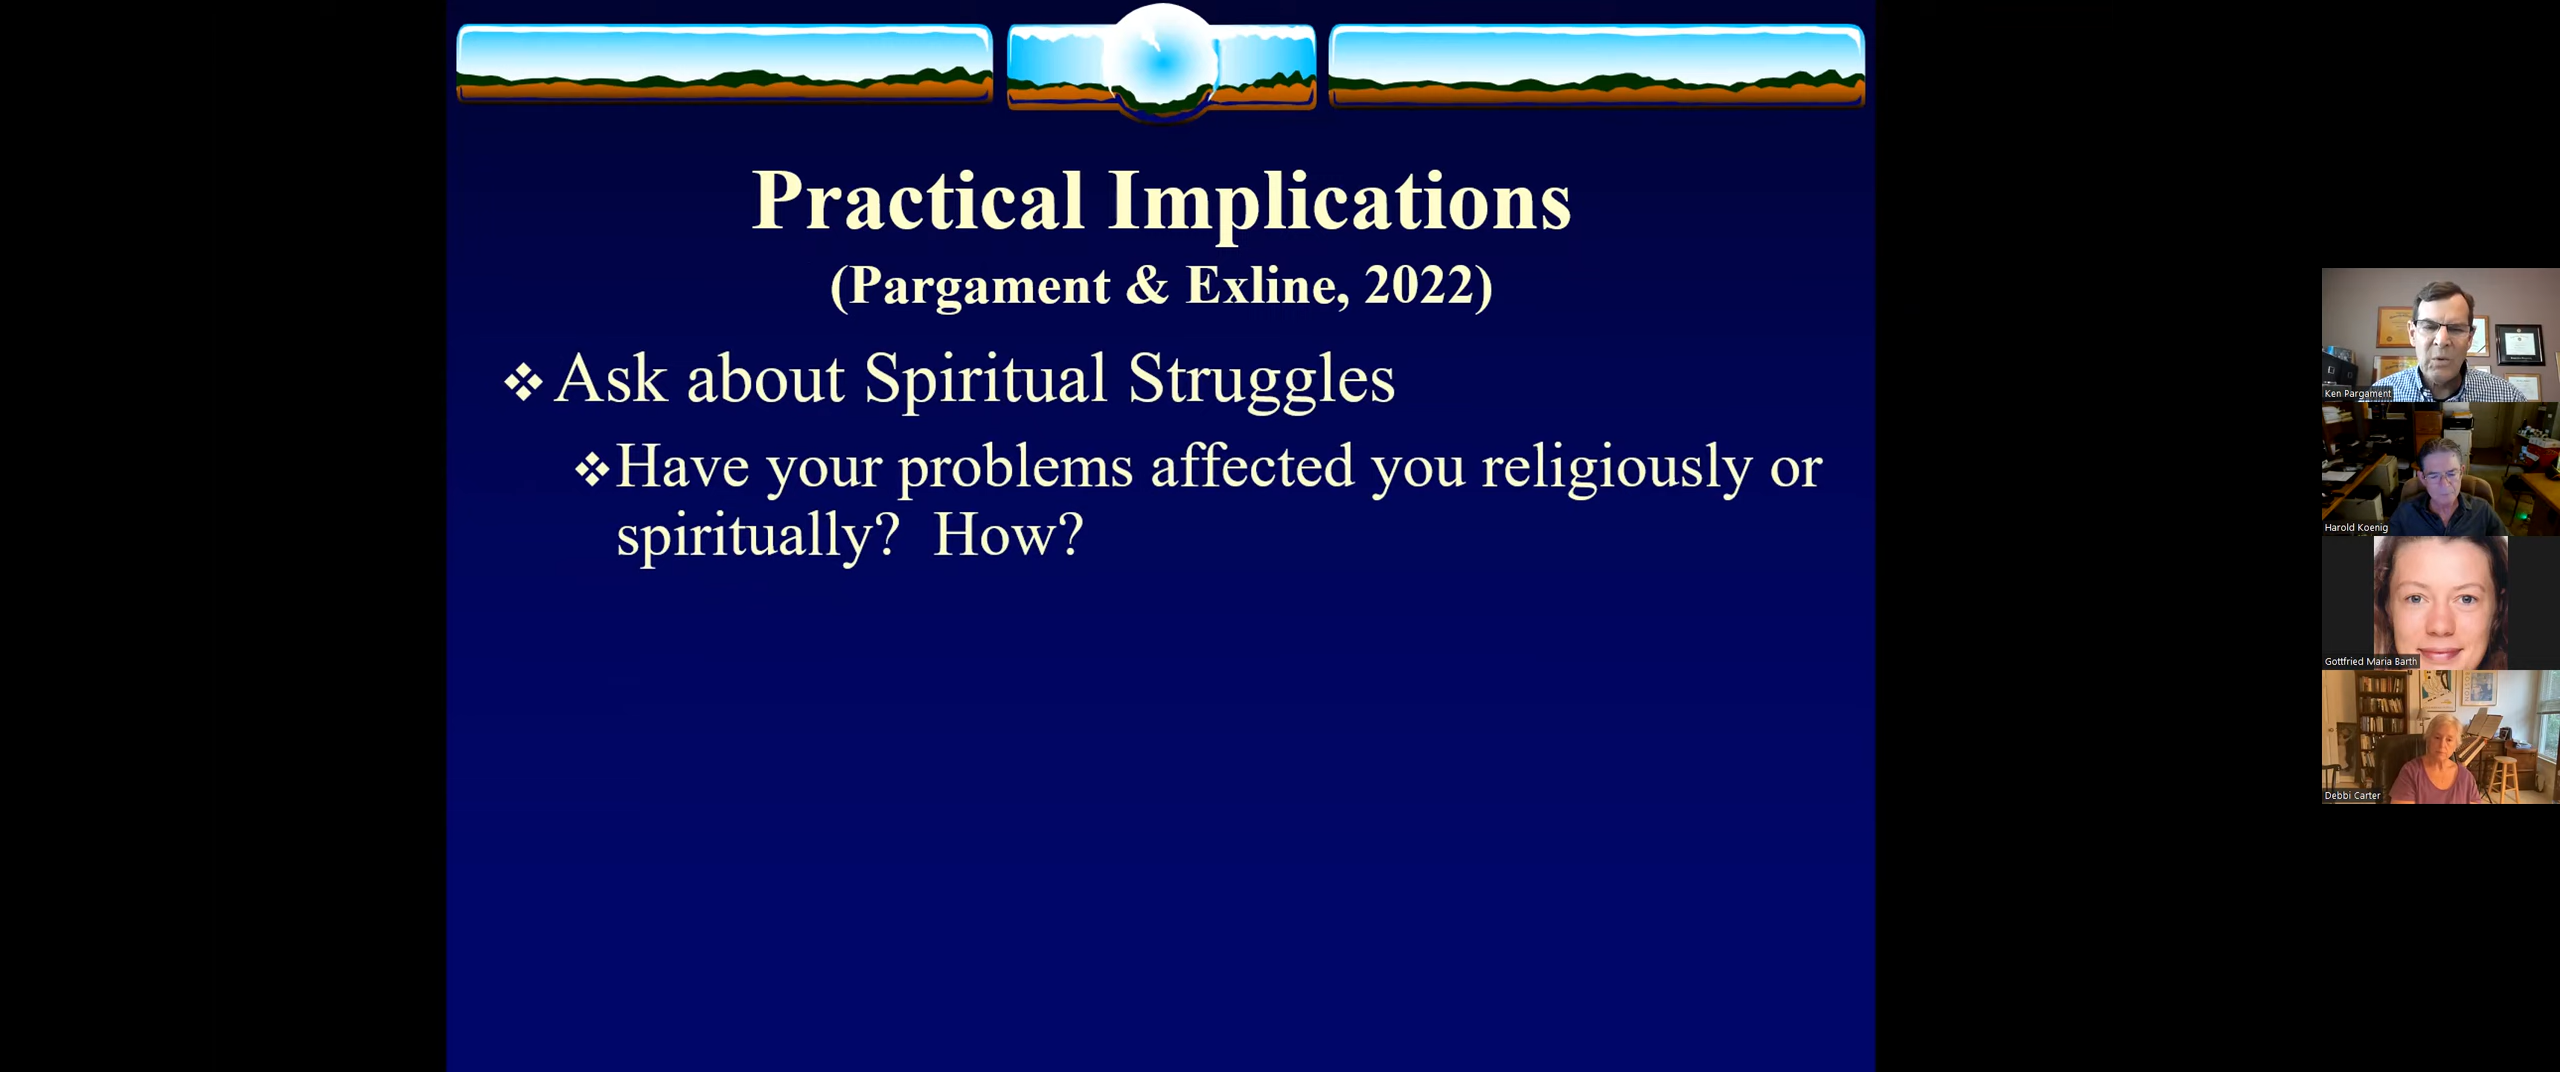 Practical Implications
(Pargament & Exline, 2022)
❖Ask about Spiritual Struggles
❖Have your problems affected you religiously or
spiritually?  How?
Ken Pargament
Harold Koenig
Gottfried Maria Barth
Debbi Carter